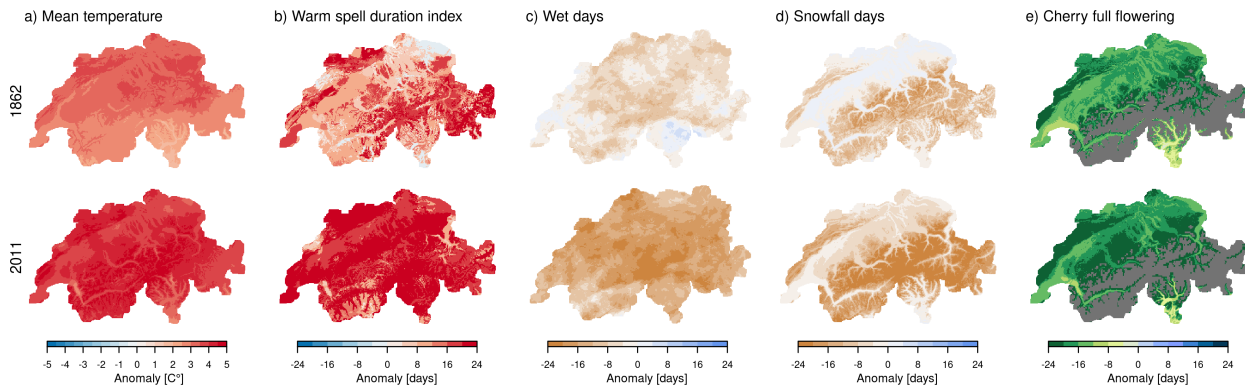 a) Mean temperature
b) Warm spell duration index
c) Wet days
d) Snowfall days
e) Cherry full flowering
1862
2011
-5 -4 -3 -2 -1 0 1 2 3 4 5
Anomaly [C°]
-24 -16 -8 0 8 16 24
Anomaly [days]
-24 -16 -8 0 8 16 24
Anomaly [days]
-24 -16 -8 0 8 16 24
Anomaly [days]
-24 -16 -8 0 8 16 24
Anomaly [days]